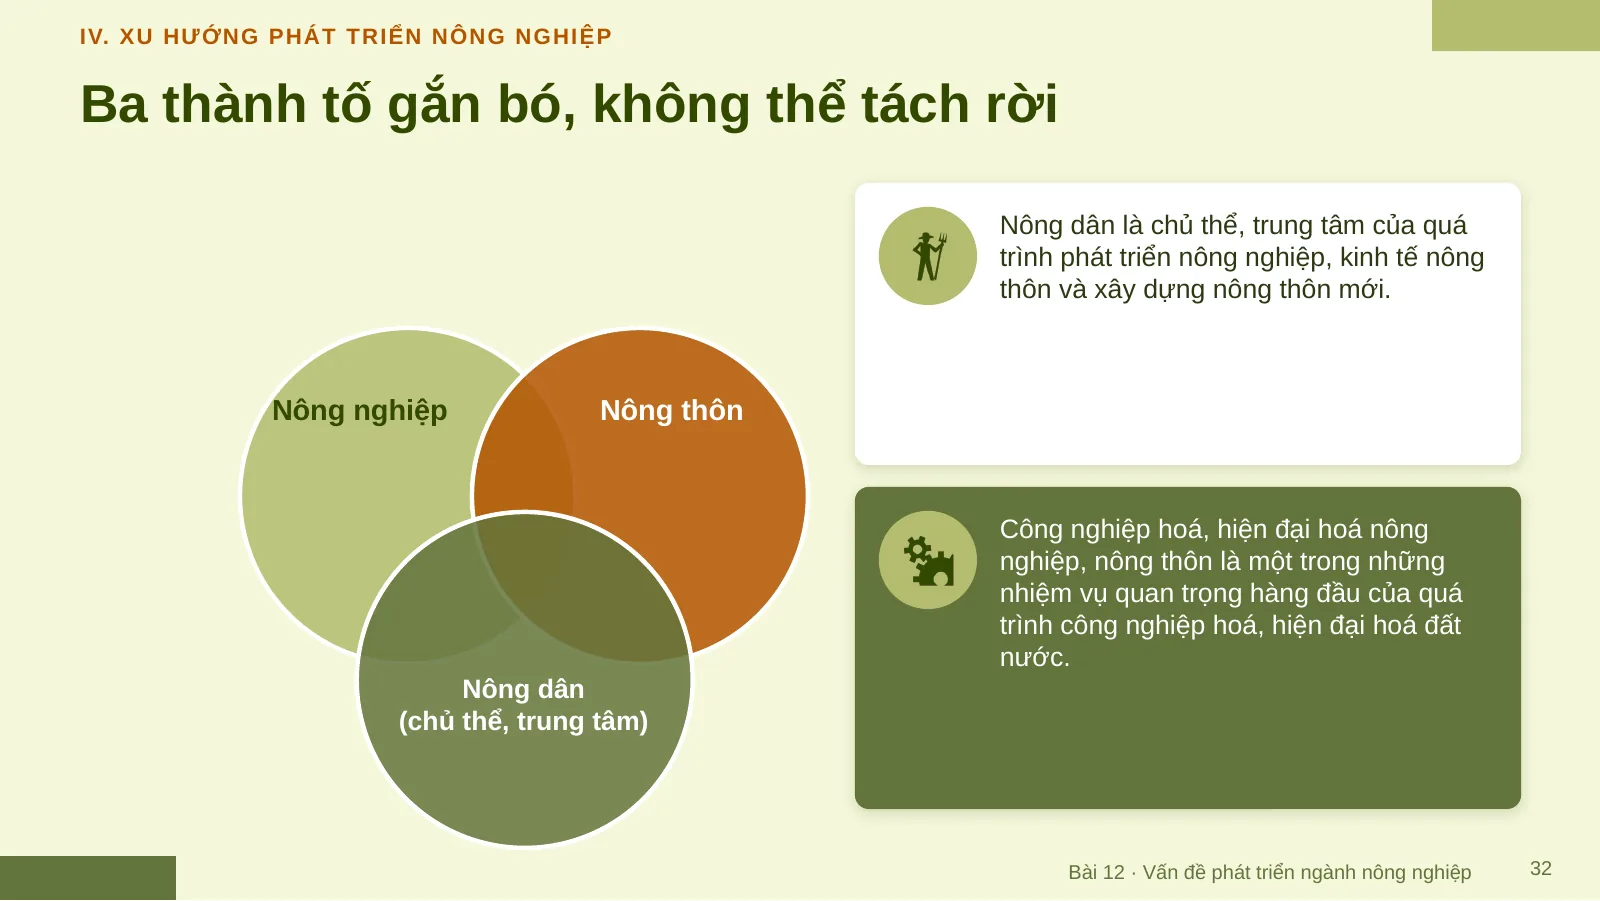 IV. XU HƯỚNG PHÁT TRIỂN NÔNG NGHIỆP
Ba thành tố gắn bó, không thể tách rời
Nông nghiệp
Nông thôn
Nông dân
(chủ thể, trung tâm)
Nông dân là chủ thể, trung tâm của quá
trình phát triển nông nghiệp, kinh tế nông
thôn và xây dựng nông thôn mới.
Công nghiệp hoá, hiện đại hoá nông
nghiệp, nông thôn là một trong những
nhiệm vụ quan trọng hàng đầu của quá
trình công nghiệp hoá, hiện đại hoá đất
nước.
Bài 12 · Vấn đề phát triển ngành nông nghiệp
32